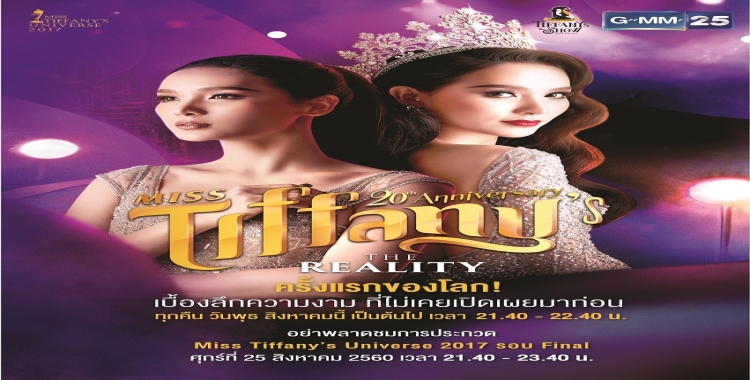 MISS
TIFFANY'S
UNIVERSE
2017
TIFFANY'S
SHOW
G-MM-25
20th Anniversary
MISS
Tiffany's
THE
REALITY
ครั้งแรกของโลก!
เบื้องลึกความงาม ที่ไม่เคยเปิดเผยมาก่อน
ทุกคืน วันพุธ สิงหาคมนี้ เป็นต้นไป เวลา 21.40 - 22.40 น.
อย่าพลาดชมการประกวด
Miss Tiffany's Universe 2017 รอบ Final
ศุกร์ที่ 25 สิงหาคม 2560 เวลา 21.40 - 23.40 น.